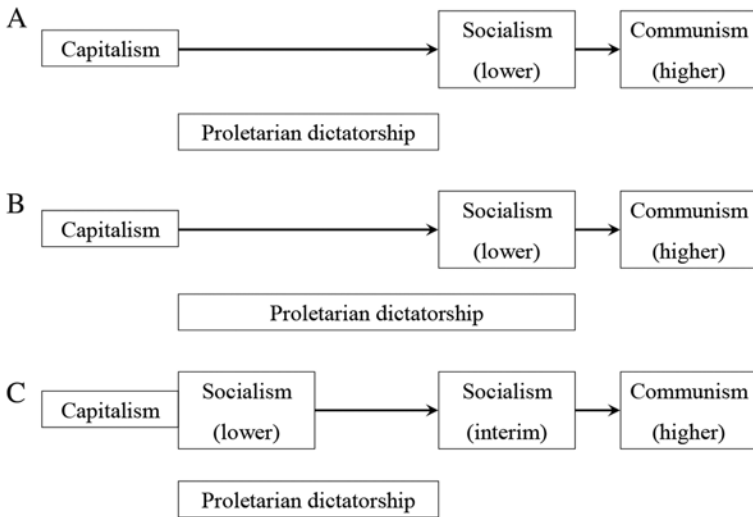 A
Capitalism
Socialism
(lower)
Communism
(higher)
Proletarian dictatorship
B
Capitalism
Socialism
(lower)
Communism
(higher)
Proletarian dictatorship
C
Capitalism
Socialism
(lower)
Socialism
(interim)
Communism
(higher)
Proletarian dictatorship